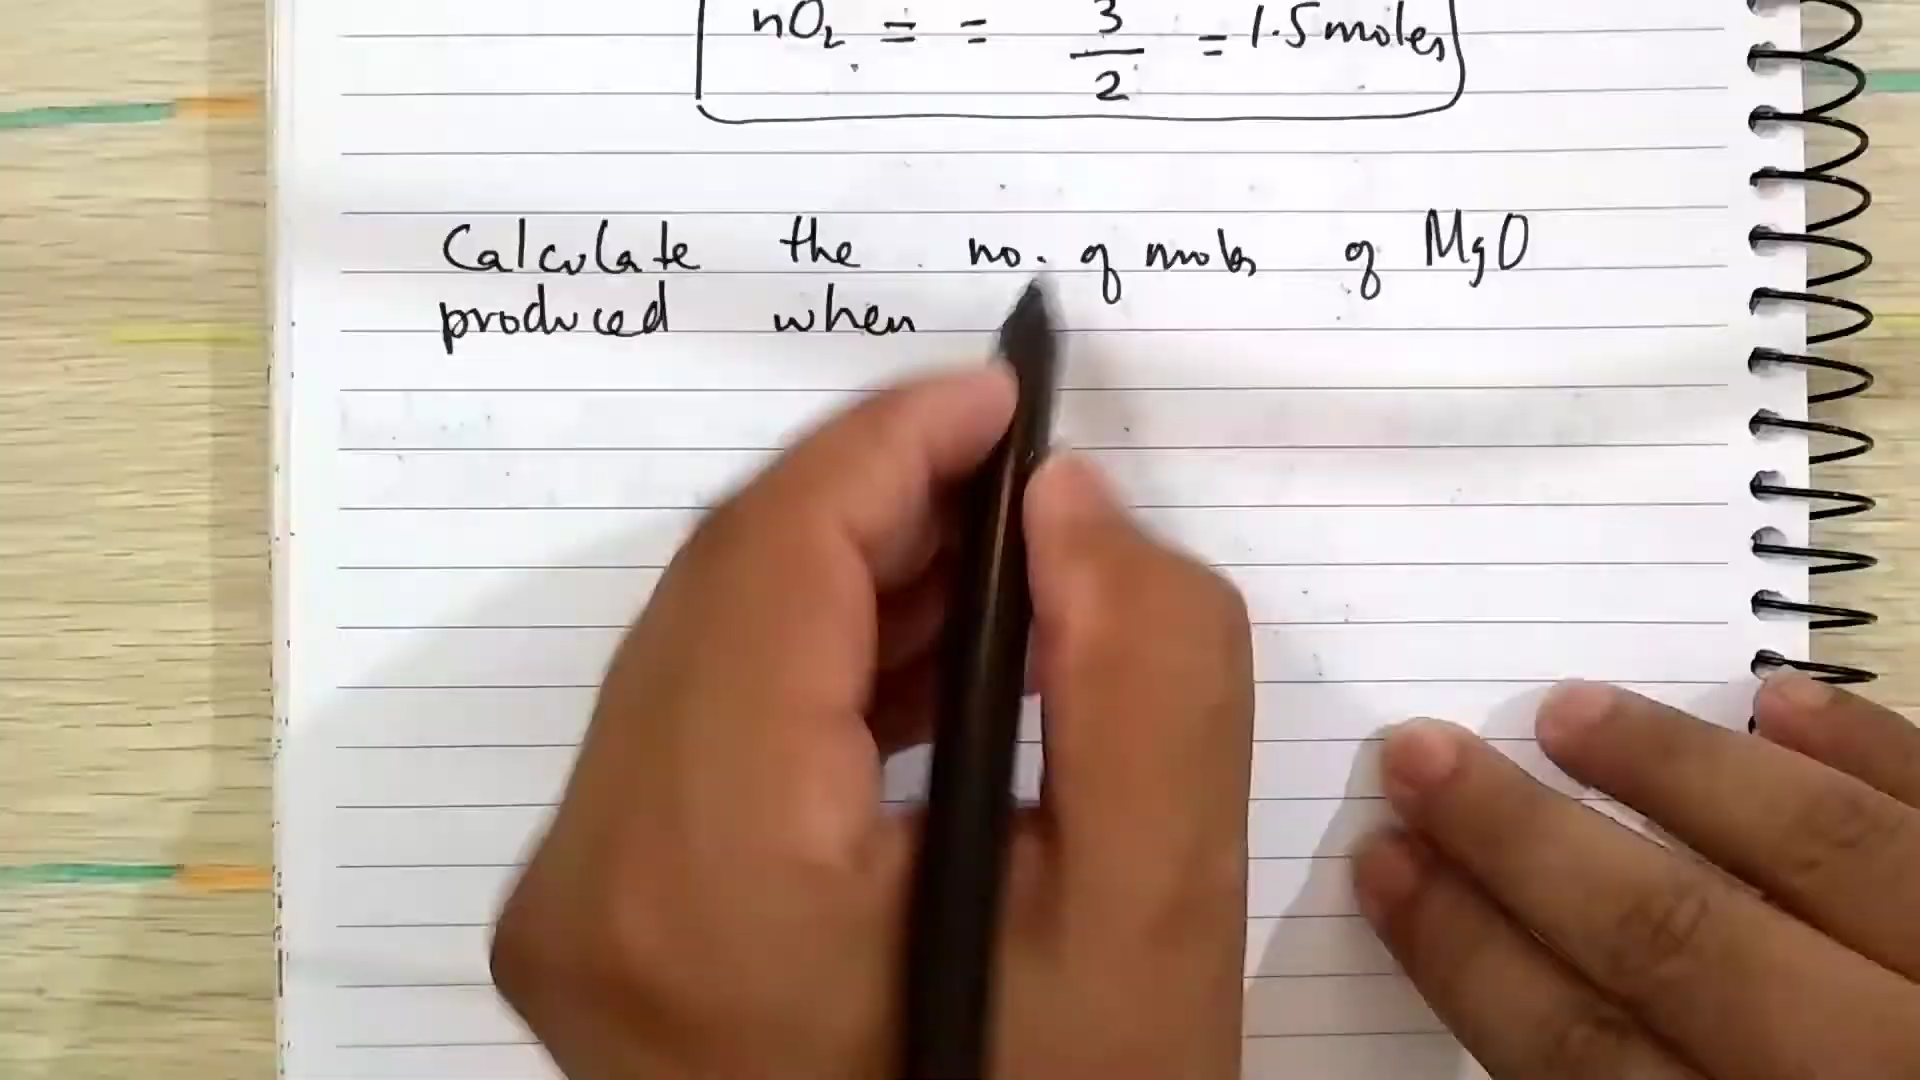 nO₂ = = 3/2 = 1.5 moles
Calculate the no. of moles of MgO
produced when